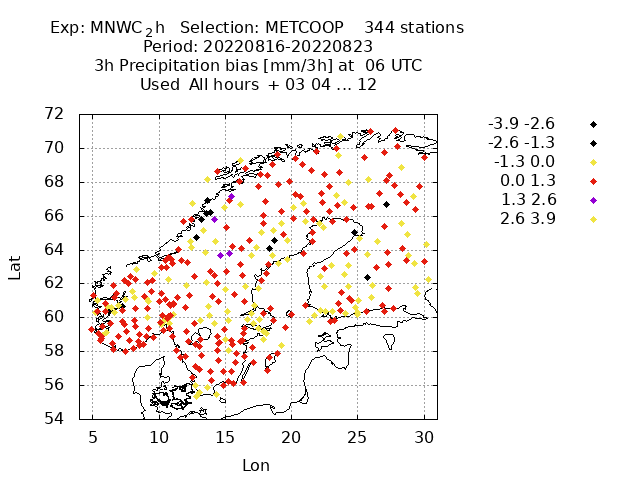 Exp: MNWC_2h   Selection: METCOOP    344 stations
Period: 20220816-20220823
3h Precipitation bias [mm/3h] at  06 UTC
Used  All hours  + 03 04 ... 12
72
70
68
66
64
62
60
58
56
54
Lat
5 10 15 20 25 30
Lon
-3.9 -2.6
-2.6 -1.3
-1.3 0.0
0.0 1.3
1.3 2.6
2.6 3.9